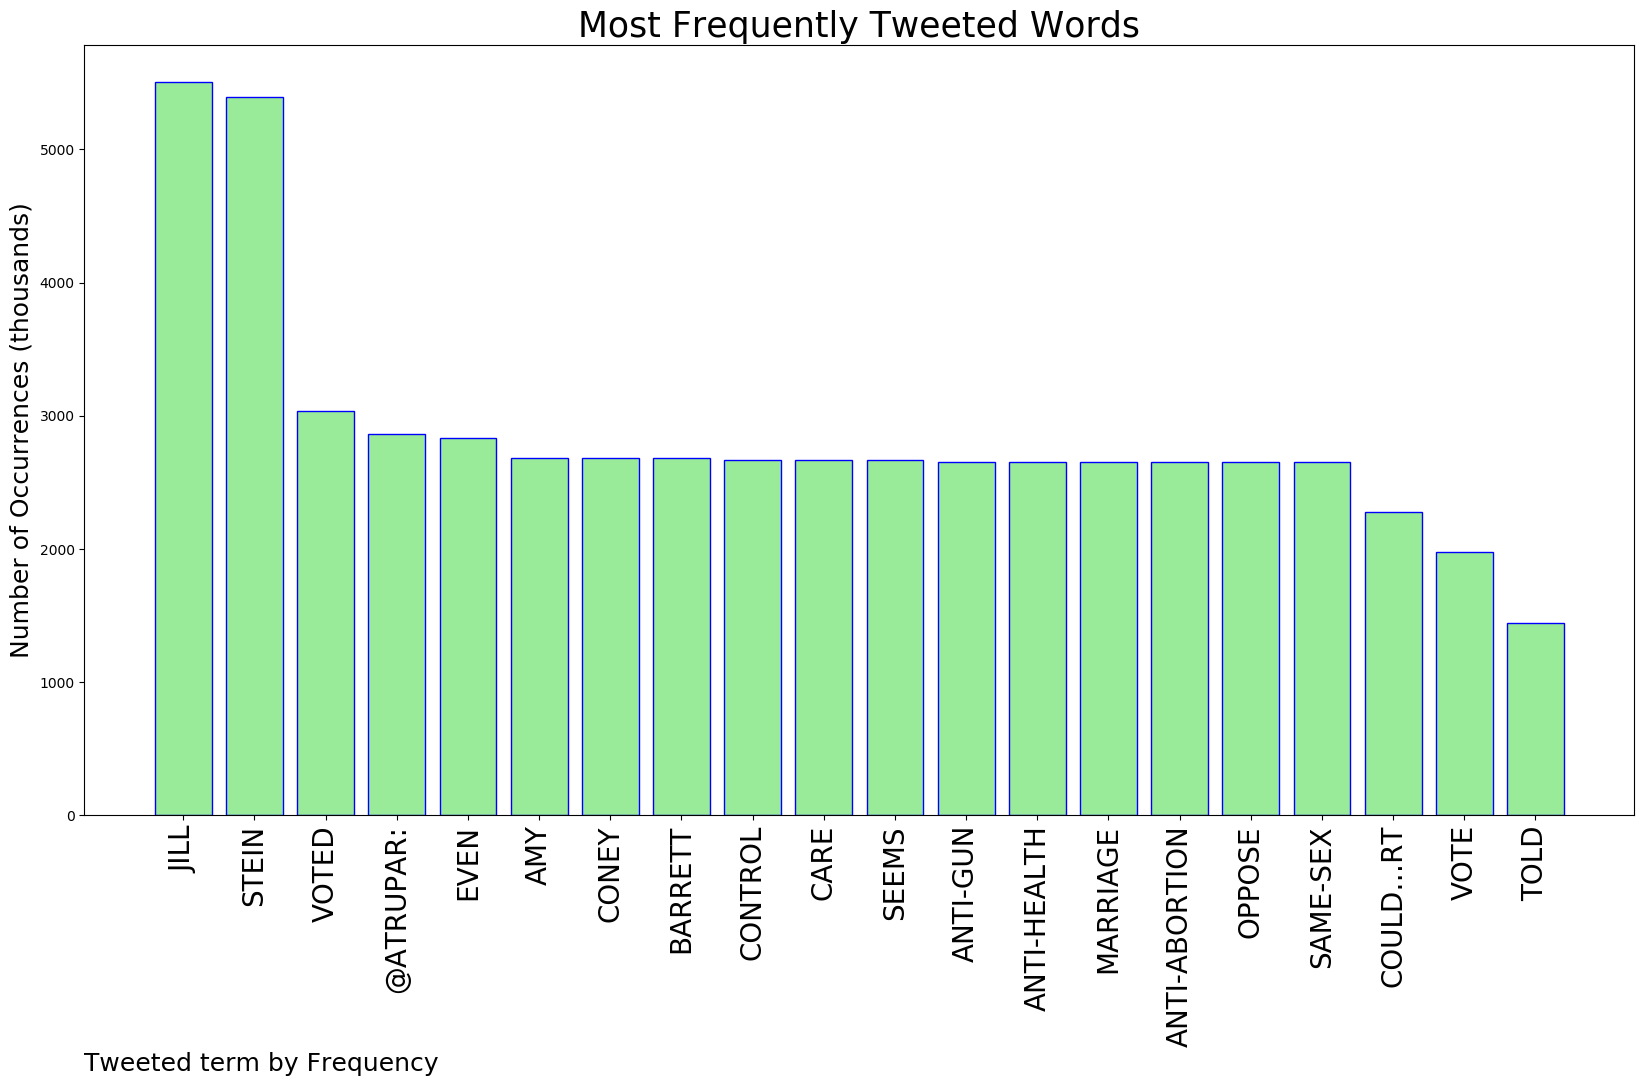 Most Frequently Tweeted Words
Number of Occurrences (thousands)
5000
4000
3000
2000
1000
0
JILL
STEIN
VOTED
@ATRUPAR:
EVEN
AMY
CONEY
BARRETT
CONTROL
CARE
SEEMS
ANTI-GUN
ANTI-HEALTH
MARRIAGE
ANTI-ABORTION
OPPOSE
SAME-SEX
COULD…RT
VOTE
TOLD
Tweeted term by Frequency